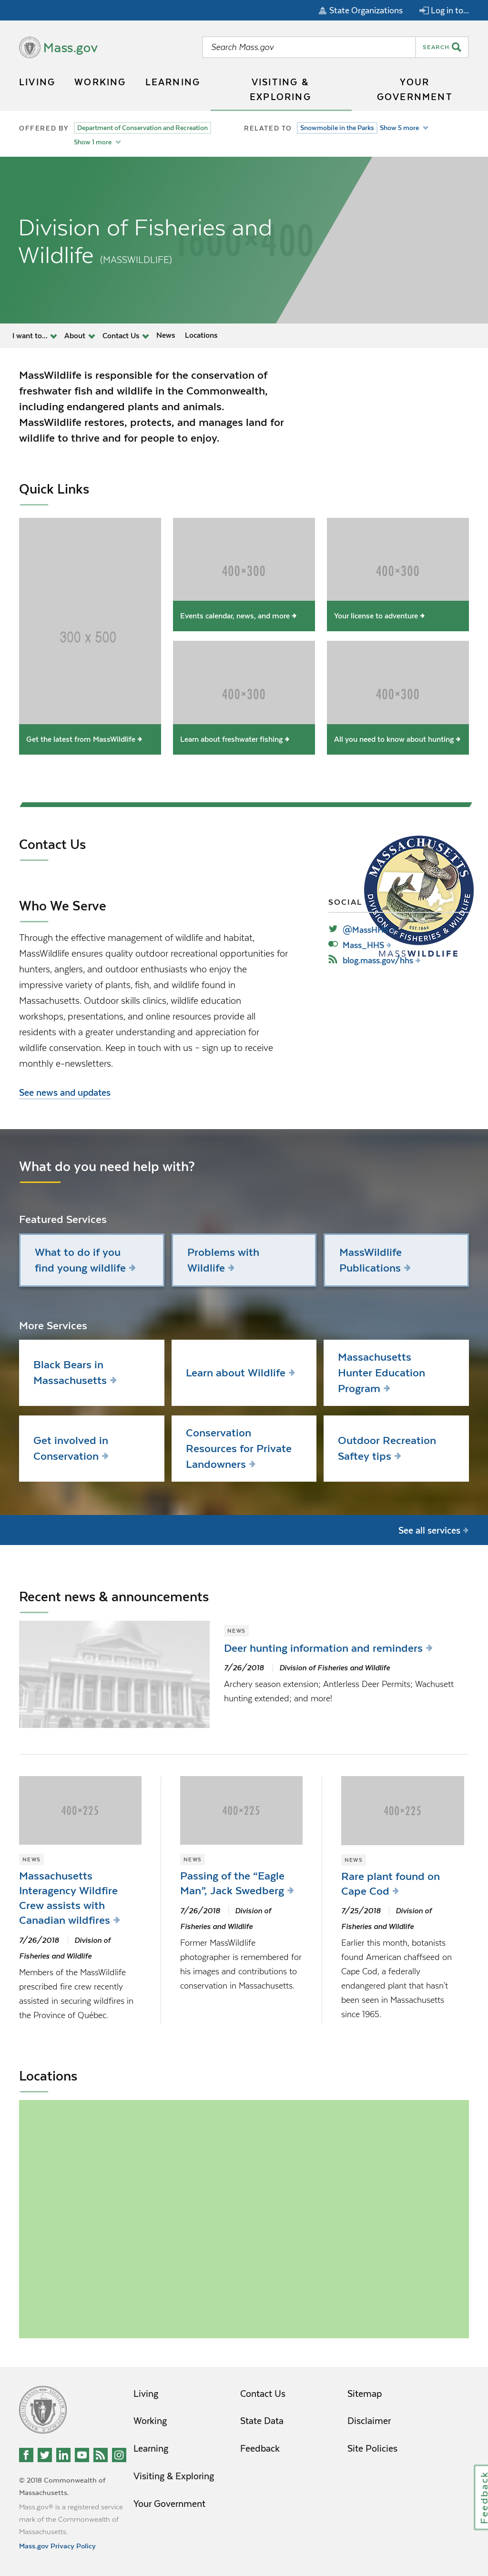 State Organizations
Log in to...
Mass.gov
Search Mass.gov
SEARCH
LIVING
WORKING
LEARNING
VISITING & EXPLORING
YOUR GOVERNMENT
OFFERED BY
Department of Conservation and Recreation
Show 1 more
RELATED TO
Snowmobile in the Parks
Show 5 more
1600×400
Division of Fisheries and
Wildlife (MASSWILDLIFE)
I want to...
About
Contact Us
News
Locations
MassWildlife is responsible for the conservation of
freshwater fish and wildlife in the Commonwealth,
including endangered plants and animals.
MassWildlife restores, protects, and manages land for
wildlife to thrive and for people to enjoy.
Quick Links
300 x 500
Get the latest from MassWildlife
400×300
Events calendar, news, and more
400×300
Your license to adventure
400×300
Learn about freshwater fishing
400×300
All you need to know about hunting
Contact Us
Who We Serve
Through the effective management of wildlife and habitat,
MassWildlife ensures quality outdoor recreational opportunities for
hunters, anglers, and outdoor enthusiasts who enjoy the
impressive variety of plants, fish, and wildlife found in
Massachusetts. Outdoor skills clinics, wildlife education
workshops, presentations, and online resources provide all
residents with a greater understanding and appreciation for
wildlife conservation. Keep in touch with us - sign up to receive
monthly e-newsletters.
See news and updates
SOCIAL
@MassHH
Mass_HHS
blog.mass.gov/hhs
MASSACHUSETTS
DIVISION OF FISHERIES & WILDLIFE
EST 1864
MASSWILDLIFE
What do you need help with?
Featured Services
What to do if you
find young wildlife
Problems with
Wildlife
MassWildlife
Publications
More Services
Black Bears in
Massachusetts
Learn about Wildlife
Massachusetts
Hunter Education
Program
Get involved in
Conservation
Conservation
Resources for Private
Landowners
Outdoor Recreation
Saftey tips
See all services
Recent news & announcements
NEWS
Deer hunting information and reminders
7/26/2018
Division of Fisheries and Wildlife
Archery season extension; Antlerless Deer Permits; Wachusett
hunting extended; and more!
400×225
NEWS
Massachusetts
Interagency Wildfire
Crew assists with
Canadian wildfires
7/26/2018 Division of
Fisheries and Wildlife
Members of the MassWildlife
prescribed fire crew recently
assisted in securing wildfires in
the Province of Québec.
400×225
NEWS
Passing of the “Eagle
Man”, Jack Swedberg
7/26/2018 Division of
Fisheries and Wildlife
Former MassWildlife
photographer is remembered for
his images and contributions to
conservation in Massachusetts.
400×225
NEWS
Rare plant found on
Cape Cod
7/25/2018 Division of
Fisheries and Wildlife
Earlier this month, botanists
found American chaffseed on
Cape Cod, a federally
endangered plant that hasn't
been seen in Massachusetts
since 1965.
Locations
Living
Working
Learning
Visiting & Exploring
Your Government
Contact Us
State Data
Feedback
Sitemap
Disclaimer
Site Policies
© 2018 Commonwealth of
Massachusetts.
Mass.gov® is a registered service
mark of the Commonwealth of
Massachusetts.
Mass.gov Privacy Policy
Feedback